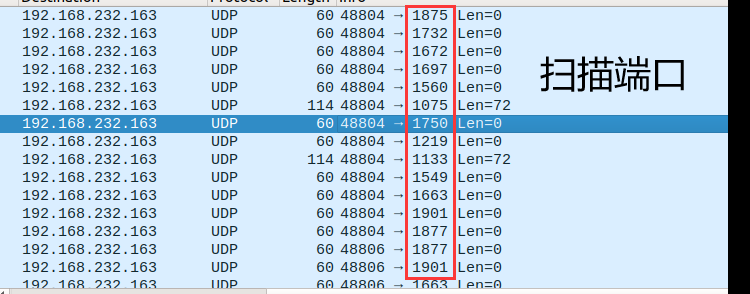 Destination Protocol Length Info
192.168.232.163 UDP 60 48804 → 1875 Len=0
192.168.232.163 UDP 60 48804 → 1732 Len=0
192.168.232.163 UDP 60 48804 → 1672 Len=0
192.168.232.163 UDP 60 48804 → 1697 Len=0
扫描端口
192.168.232.163 UDP 60 48804 → 1560 Len=0
192.168.232.163 UDP 114 48804 → 1075 Len=72
192.168.232.163 UDP 60 48804 → 1750 Len=0
192.168.232.163 UDP 60 48804 → 1219 Len=0
192.168.232.163 UDP 114 48804 → 1133 Len=72
192.168.232.163 UDP 60 48804 → 1549 Len=0
192.168.232.163 UDP 60 48804 → 1663 Len=0
192.168.232.163 UDP 60 48804 → 1901 Len=0
192.168.232.163 UDP 60 48804 → 1877 Len=0
192.168.232.163 UDP 60 48806 → 1877 Len=0
192.168.232.163 UDP 60 48806 → 1901 Len=0
192.168.232.163 UDP 60 48806 → 1663 Len=0